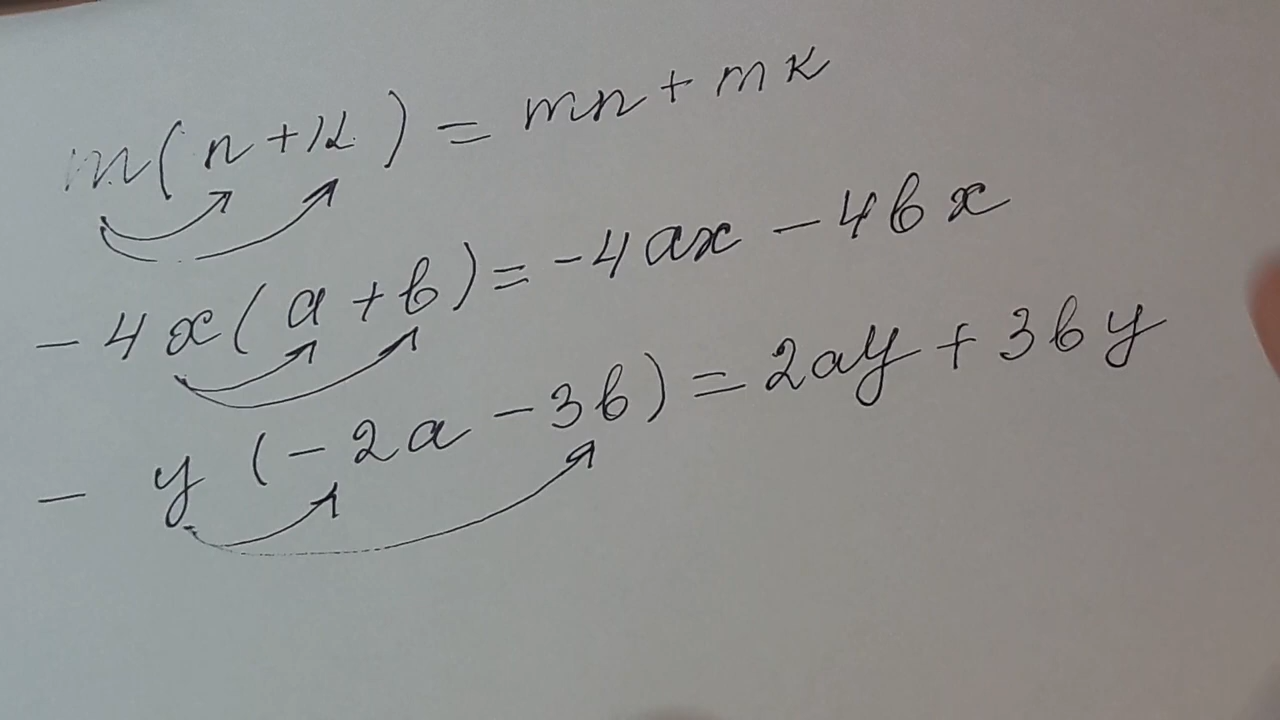 m(n+k) = mn + mk
-4x(a+b) = -4ax - 4bx
-y(-2a-3b) = 2ay + 3by